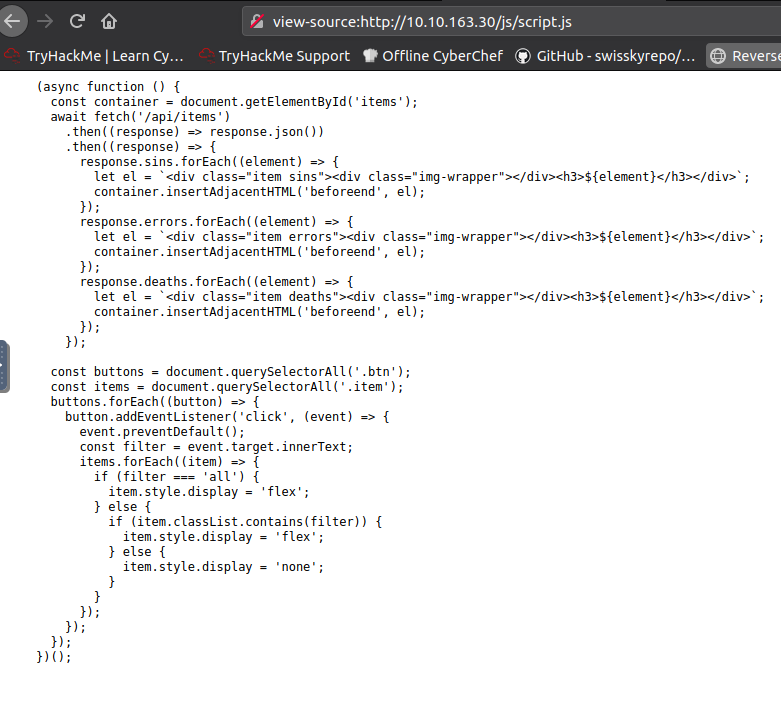 view-source:http://10.10.163.30/js/script.js
TryHackMe | Learn Cy… TryHackMe Support Offline CyberChef GitHub - swisskyrepo/… Reverse
(async function () {
  const container = document.getElementById('items');
  await fetch('/api/items')
    .then((response) => response.json())
    .then((response) => {
      response.sins.forEach((element) => {
        let el = `<div class="item sins"><div class="img-wrapper"></div><h3>${element}</h3></div>`;
        container.insertAdjacentHTML('beforeend', el);
      });
      response.errors.forEach((element) => {
        let el = `<div class="item errors"><div class="img-wrapper"></div><h3>${element}</h3></div>`;
        container.insertAdjacentHTML('beforeend', el);
      });
      response.deaths.forEach((element) => {
        let el = `<div class="item deaths"><div class="img-wrapper"></div><h3>${element}</h3></div>`;
        container.insertAdjacentHTML('beforeend', el);
      });
    });

  const buttons = document.querySelectorAll('.btn');
  const items = document.querySelectorAll('.item');
  buttons.forEach((button) => {
    button.addEventListener('click', (event) => {
      event.preventDefault();
      const filter = event.target.innerText;
      items.forEach((item) => {
        if (filter === 'all') {
          item.style.display = 'flex';
        } else {
          if (item.classList.contains(filter)) {
            item.style.display = 'flex';
          } else {
            item.style.display = 'none';
          }
        }
      });
    });
  });
})();